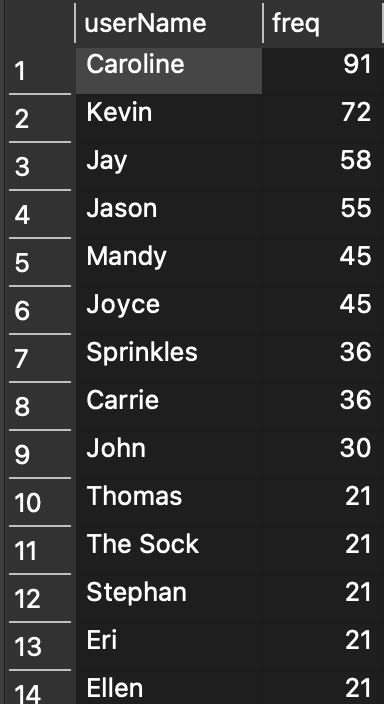 userName freq
1 Caroline 91
2 Kevin 72
3 Jay 58
4 Jason 55
5 Mandy 45
6 Joyce 45
7 Sprinkles 36
8 Carrie 36
9 John 30
10 Thomas 21
11 The Sock 21
12 Stephan 21
13 Eri 21
14 Ellen 21